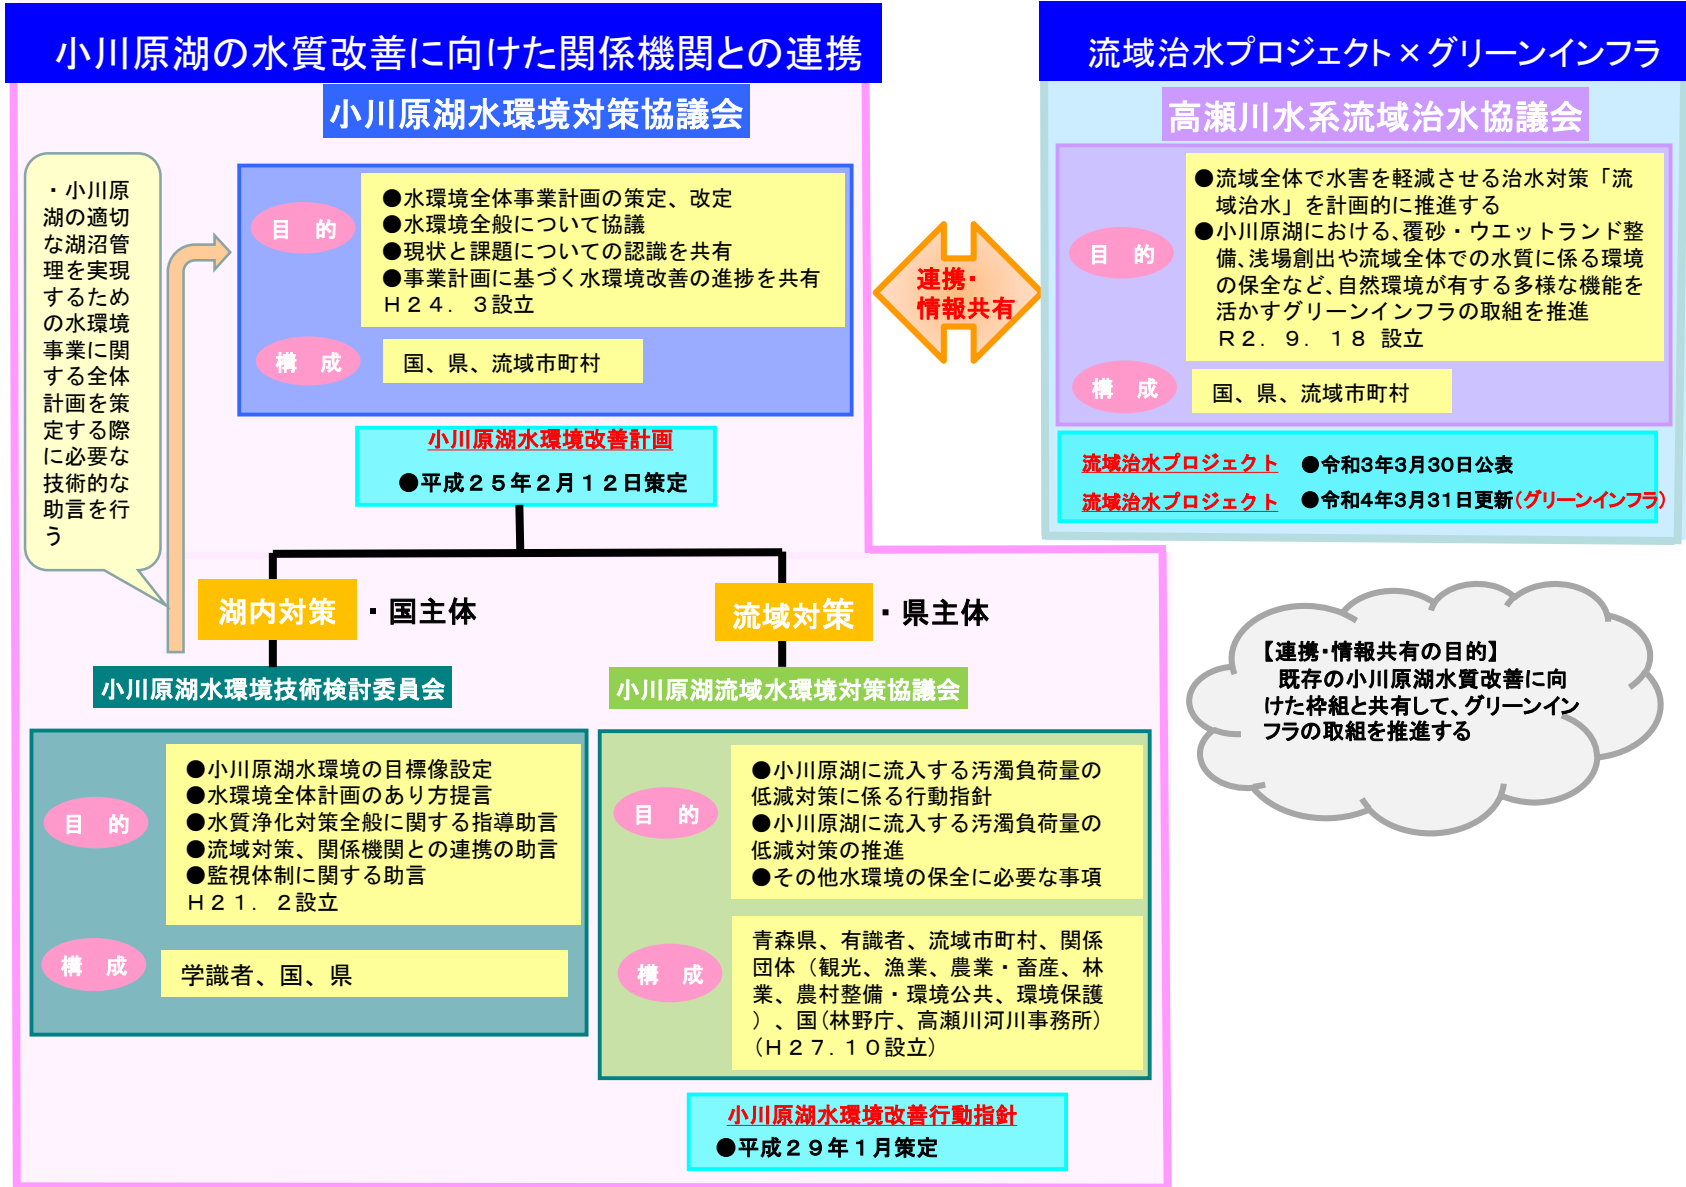 小川原湖の水質改善に向けた関係機関との連携
小川原湖水環境対策協議会
・小川原
湖の適切
な湖沼管
理を実現
するため
の水環境
事業に関
する全体
計画を策
定する際
に必要な
技術的な
助言を行
う
目　的
●水環境全体事業計画の策定、改定
●水環境全般について協議
●現状と課題についての認識を共有
●事業計画に基づく水環境改善の進捗を共有
Ｈ２４．３設立
構　成
国、県、流域市町村
小川原湖水環境改善計画
●平成２５年２月１２日策定
連携・
情報共有
流域治水プロジェクト×グリーンインフラ
高瀬川水系流域治水協議会
目　的
●流域全体で水害を軽減させる治水対策「流
域治水」を計画的に推進する
●小川原湖における、覆砂・ウエットランド整
備、浅場創出や流域全体での水質に係る環境
の保全など、自然環境が有する多様な機能を
活かすグリーンインフラの取組を推進
Ｒ２．９．１８ 設立
構　成
国、県、流域市町村
流域治水プロジェクト　●令和3年3月30日公表
流域治水プロジェクト　●令和4年3月31日更新(グリーンインフラ)
湖内対策　・国主体
小川原湖水環境技術検討委員会
目　的
●小川原湖水環境の目標像設定
●水環境全体計画のあり方提言
●水質浄化対策全般に関する指導助言
●流域対策、関係機関との連携の助言
●監視体制に関する助言
Ｈ２１．２設立
構　成
学識者、国、県
流域対策　・県主体
小川原湖流域水環境対策協議会
目　的
●小川原湖に流入する汚濁負荷量の
低減対策に係る行動指針
●小川原湖に流入する汚濁負荷量の
低減対策の推進
●その他水環境の保全に必要な事項
構　成
青森県、有識者、流域市町村、関係
団体（観光、漁業、農業・畜産、林
業、農村整備・環境公共、環境保護
）、国(林野庁、高瀬川河川事務所)
(Ｈ２７.１０設立)
小川原湖水環境改善行動指針
●平成２９年１月策定
【連携・情報共有の目的】
既存の小川原湖水質改善に向
けた枠組と共有して、グリーンイン
フラの取組を推進する